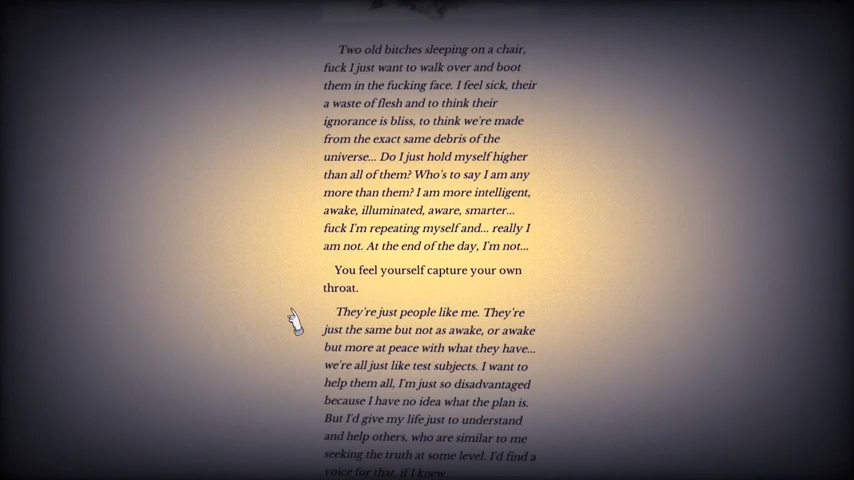 Two old bitches sleeping on a chair,
fuck I just want to walk over and boot
them in the fucking face. I feel sick, their
a waste of flesh and to think their
ignorance is bliss, to think we're made
from the exact same debris of the
universe... Do I just hold myself higher
than all of them? Who's to say I am any
more than them? I am more intelligent,
awake, illuminated, aware, smarter...
fuck I'm repeating myself and... really I
am not. At the end of the day, I'm not...
You feel yourself capture your own
throat.
They're just people like me. They're
just the same but not as awake, or awake
but more at peace with what they have...
we're all just like test subjects. I want to
help them all, I'm just so disadvantaged
because I have no idea what the plan is.
But I'd give my life just to understand
and help others, who are similar to me
seeking the truth at some level. I'd find a
voice for that, if I knew